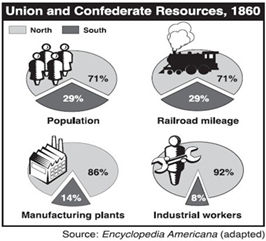 Union and Confederate Resources, 1860
North South
71% 71%
29% 29%
Population Railroad mileage
86% 92%
14% 8%
Manufacturing plants Industrial workers
Source: Encyclopedia Americana (adapted)